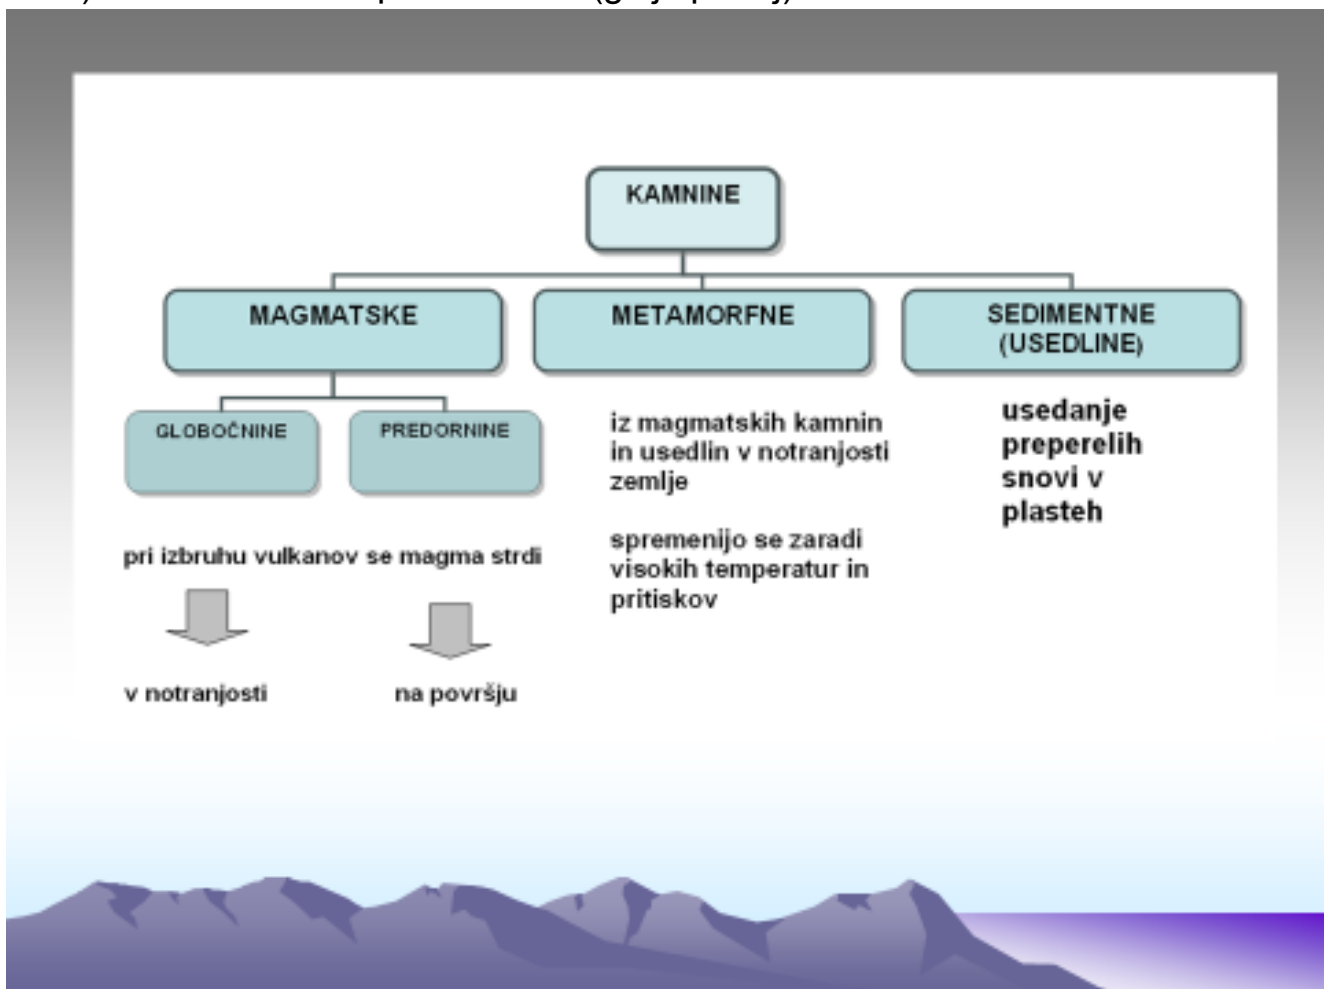 KAMNINE
MAGMATSKE
METAMORFNE
SEDIMENTNE
(USEDLINE)
GLOBOČNINE
PREDORNINE
pri izbruhu vulkanov se magma strdi
v notranjosti
na površju
iz magmatskih kamnin
in usedlin v notranjosti
zemlje
spremenijo se zaradi
visokih temperatur in
pritiskov
usedanje
preperelih
snovi v
plasteh